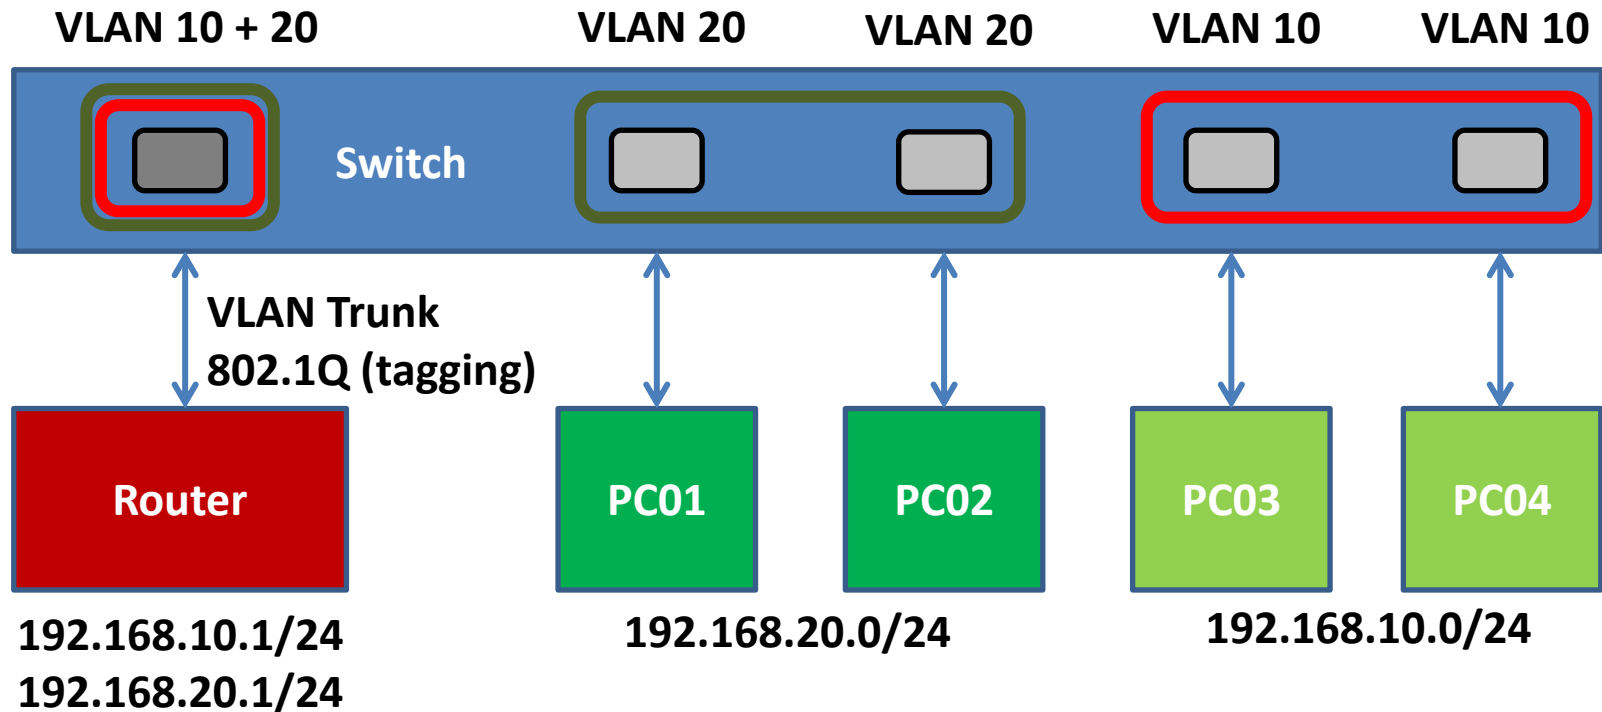 VLAN 10 + 20
VLAN 20
VLAN 20
VLAN 10
VLAN 10
Switch
VLAN Trunk
802.1Q (tagging)
Router
PC01
PC02
PC03
PC04
192.168.10.1/24
192.168.20.1/24
192.168.20.0/24
192.168.10.0/24